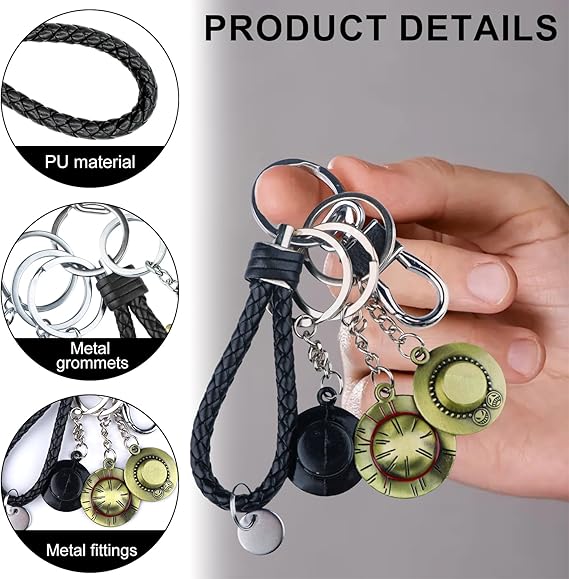 PRODUCT DETAILS
PU material
Metal
grommets
Metal fittings